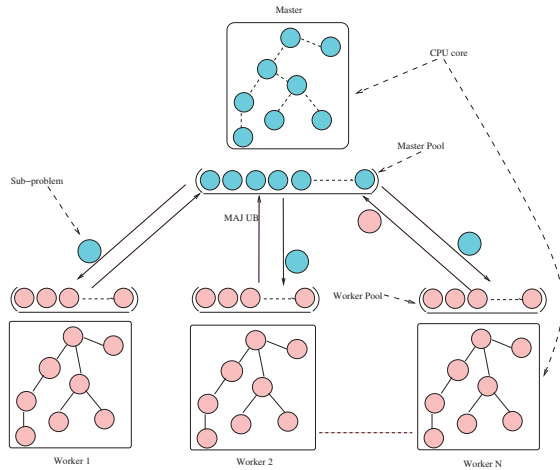 Master
CPU core
Master Pool
Sub-problem
MAJ UB
Worker Pool
Worker 1
Worker 2
Worker N